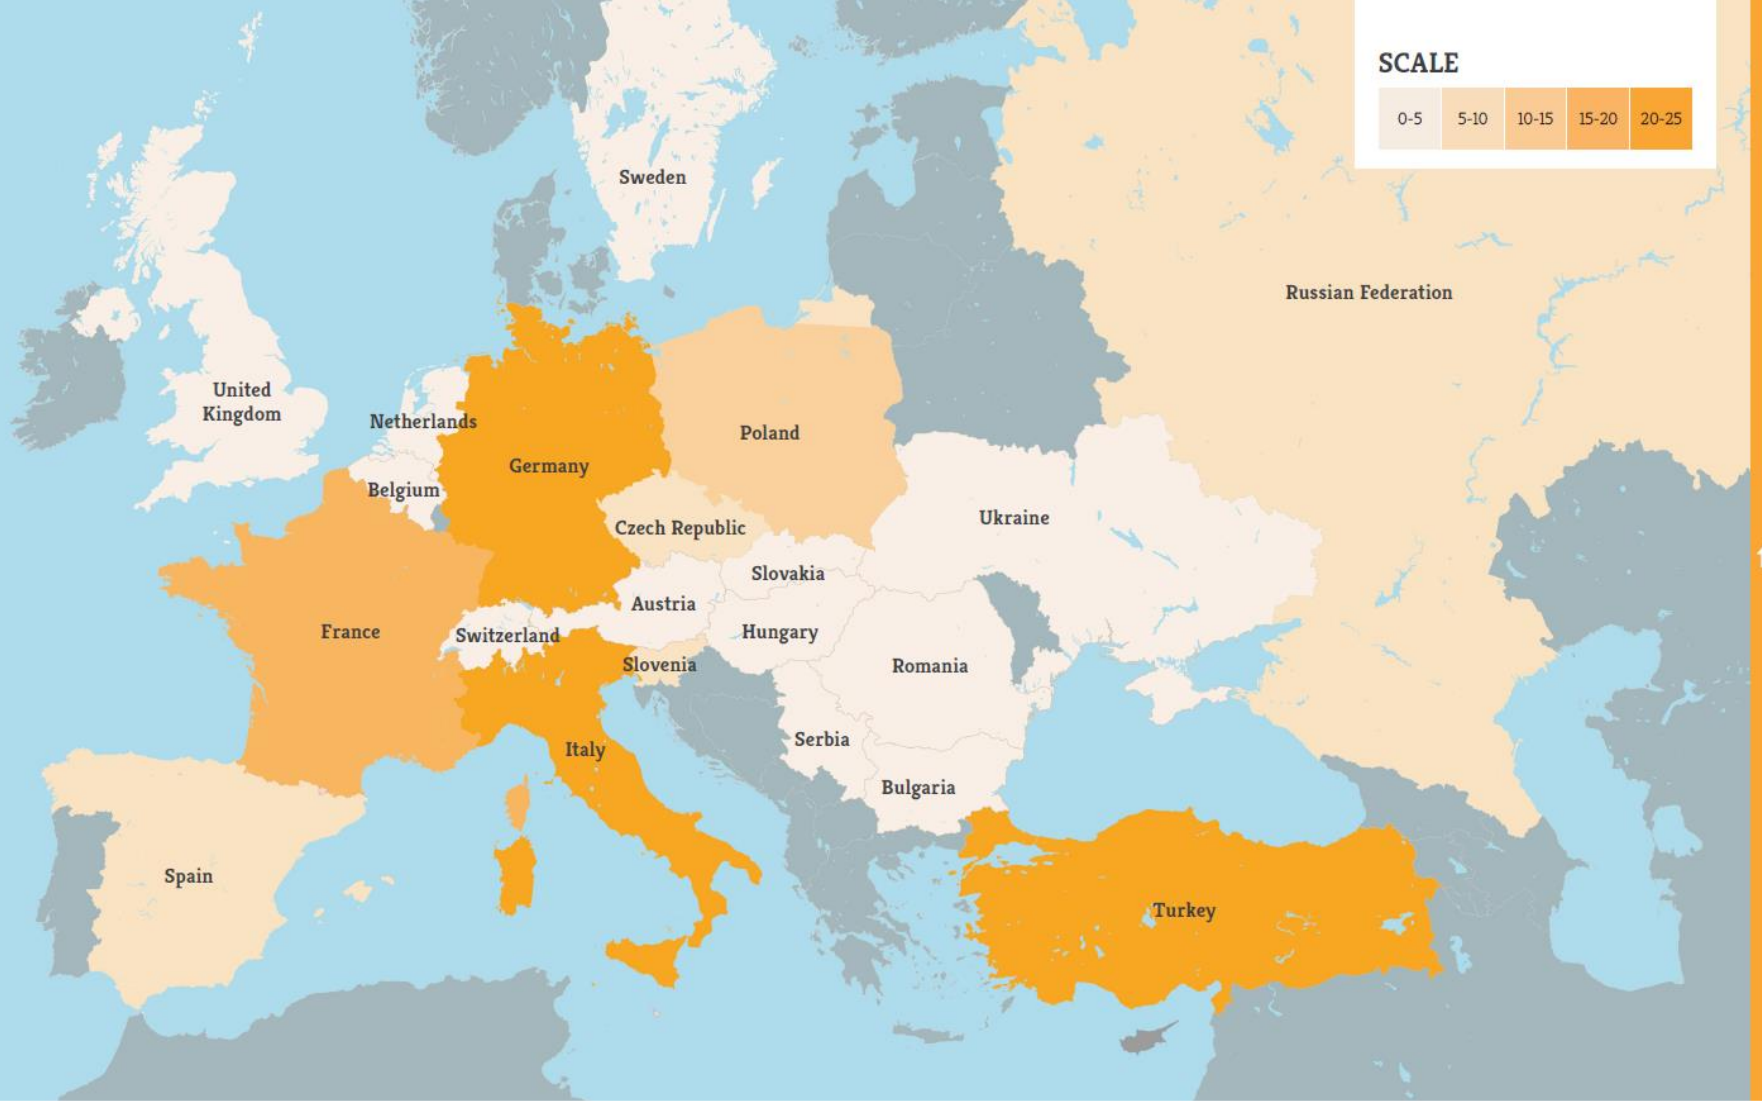 SCALE
0-5 5-10 10-15 15-20 20-25
Sweden
Russian Federation
United
Kingdom
Netherlands
Poland
Germany
Belgium
Ukraine
Czech Republic
Slovakia
Austria
France
Switzerland
Hungary
Slovenia
Romania
Serbia
Italy
Bulgaria
Spain
Turkey